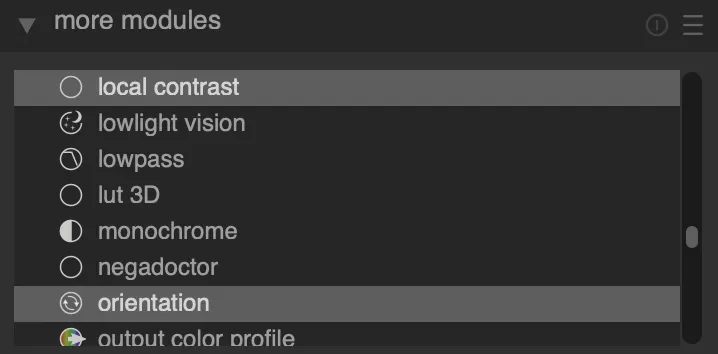 more modules
local contrast
lowlight vision
lowpass
lut 3D
monochrome
negadoctor
orientation
output color profile